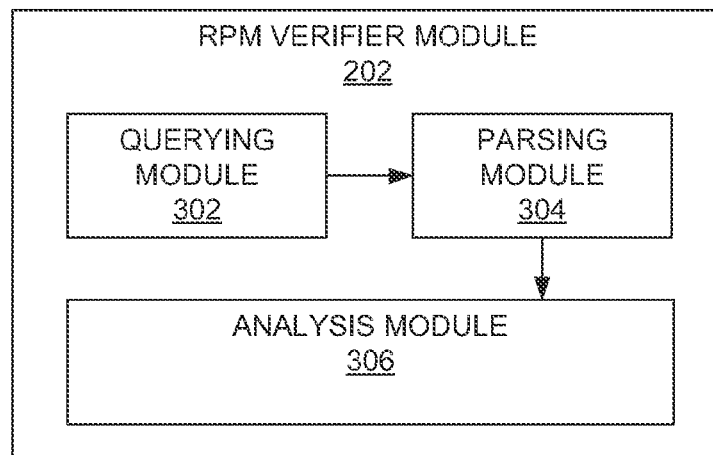 RPM VERIFIER MODULE
202
QUERYING
MODULE
302
PARSING
MODULE
304
ANALYSIS MODULE
306